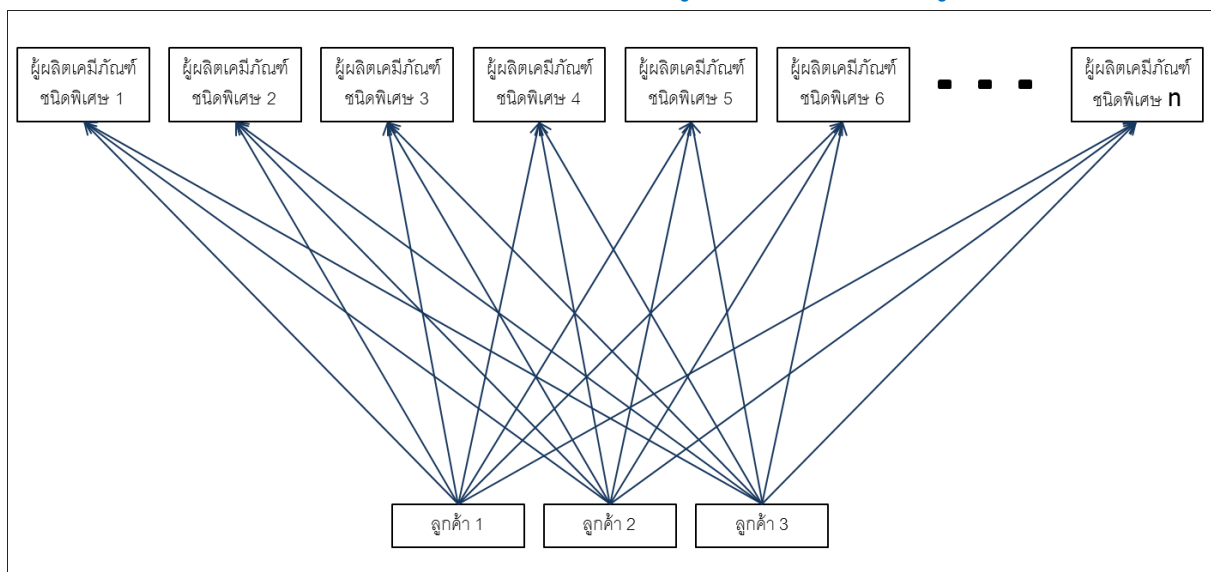 ผู้ผลิตเคมีภัณฑ์
ชนิดพิเศษ 1
ผู้ผลิตเคมีภัณฑ์
ชนิดพิเศษ 2
ผู้ผลิตเคมีภัณฑ์
ชนิดพิเศษ 3
ผู้ผลิตเคมีภัณฑ์
ชนิดพิเศษ 4
ผู้ผลิตเคมีภัณฑ์
ชนิดพิเศษ 5
ผู้ผลิตเคมีภัณฑ์
ชนิดพิเศษ 6
ผู้ผลิตเคมีภัณฑ์
ชนิดพิเศษ n
ลูกค้า 1
ลูกค้า 2
ลูกค้า 3